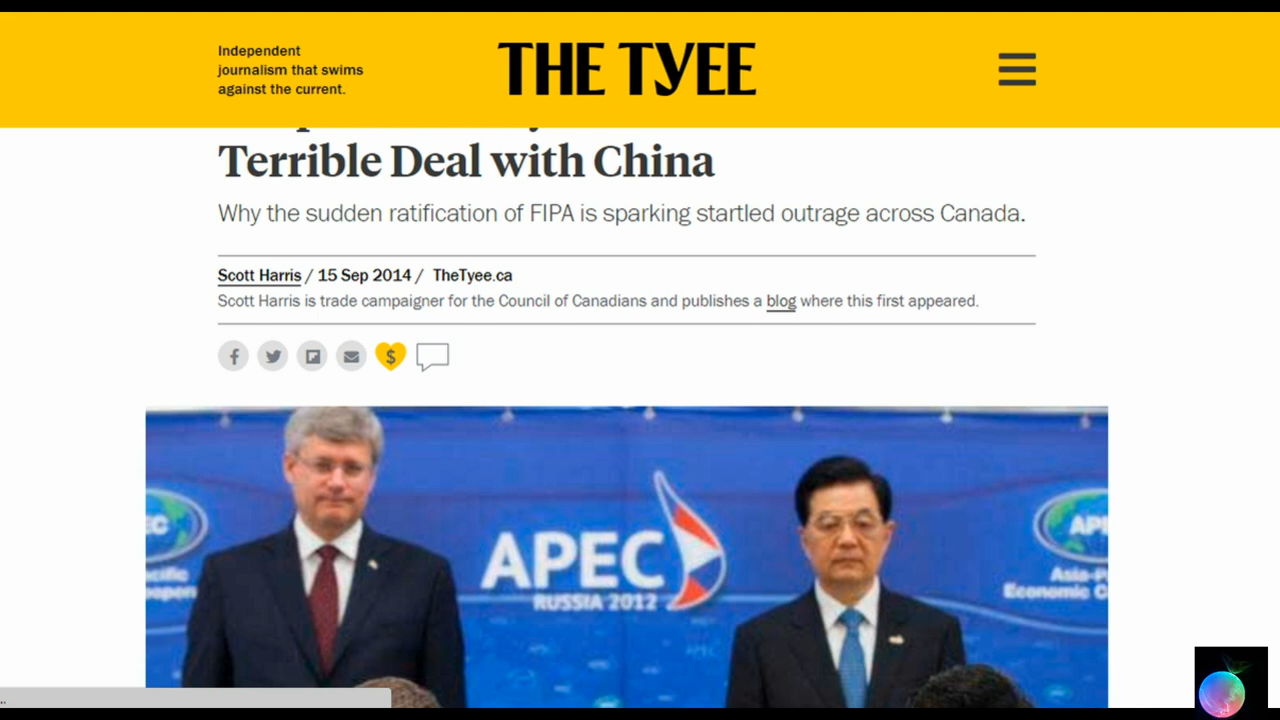 Independent
journalism that swims
against the current.
THE TYEE
Terrible Deal with China
Why the sudden ratification of FIPA is sparking startled outrage across Canada.
Scott Harris / 15 Sep 2014 / TheTyee.ca
Scott Harris is trade campaigner for the Council of Canadians and publishes a blog where this first appeared.
$
APEC
RUSSIA 2012
APEC